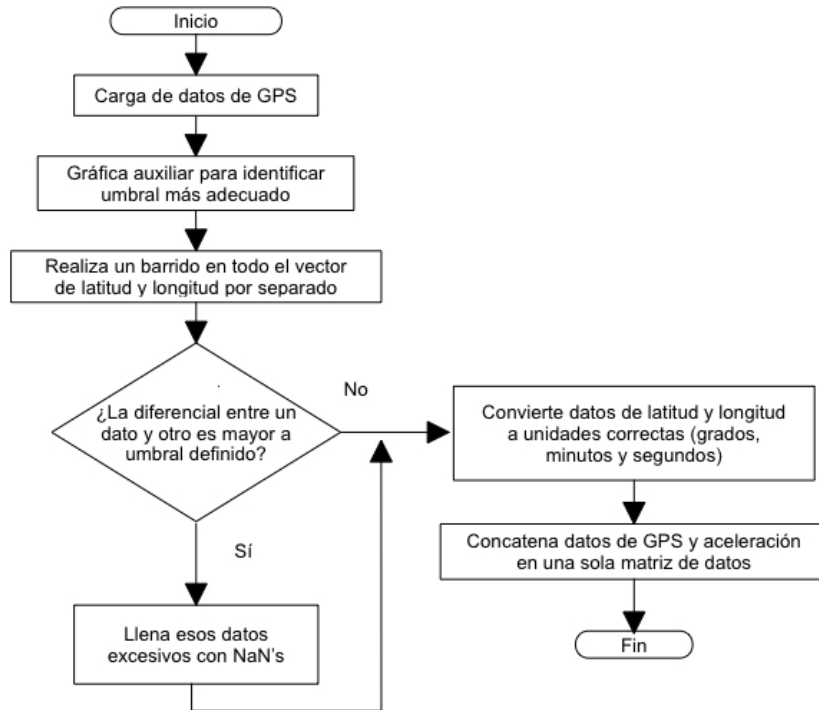 Inicio
Carga de datos de GPS
Gráfica auxiliar para identificar
umbral más adecuado
Realiza un barrido en todo el vector
de latitud y longitud por separado
¿La diferencial entre un
dato y otro es mayor a
umbral definido?
No
Sí
Llena esos datos
excesivos con NaN's
Convierte datos de latitud y longitud
a unidades correctas (grados,
minutos y segundos)
Concatena datos de GPS y aceleración
en una sola matriz de datos
Fin